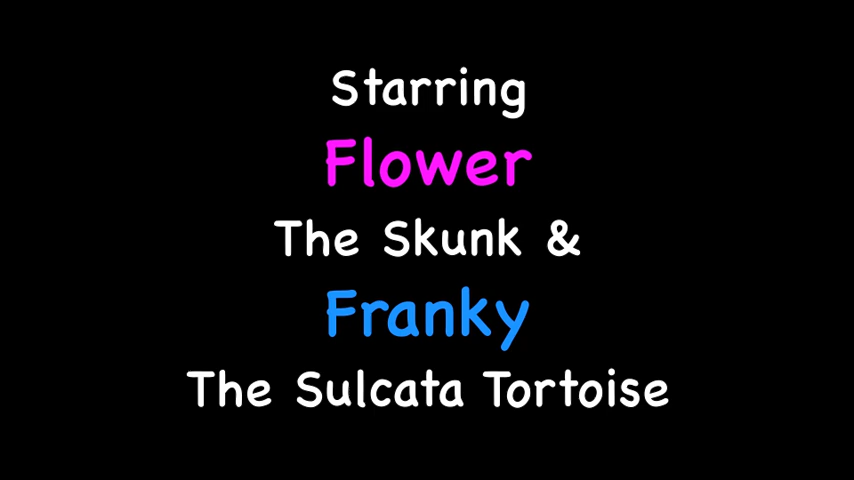 Starring
Flower
The Skunk &
Franky
The Sulcata Tortoise